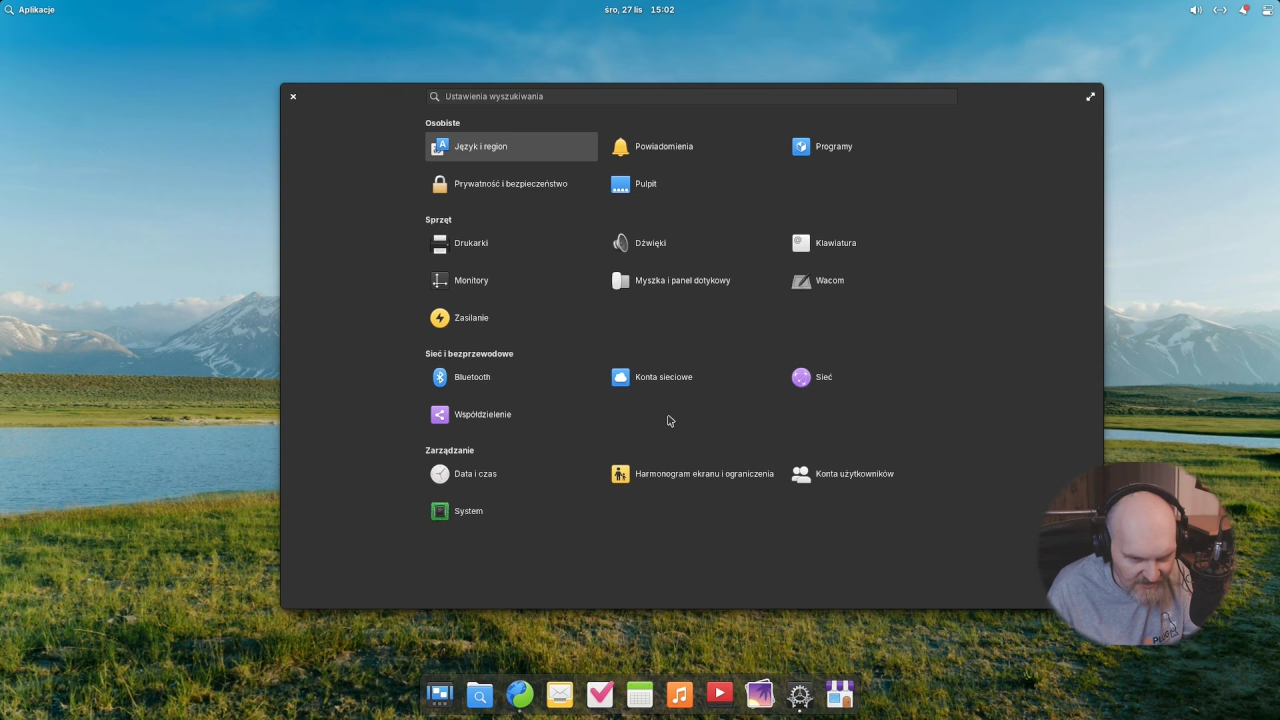 Aplikacje
śro, 27 lis 15:02
Ustawienia wyszukiwania
Osobiste
Język i region
Powiadomienia
Programy
Prywatność i bezpieczeństwo
Pulpit
Sprzęt
Drukarki
Dźwięki
Klawiatura
Monitory
Myszka i panel dotykowy
Wacom
Zasilanie
Sieć i bezprzewodowe
Bluetooth
Konta sieciowe
Sieć
Współdzielenie
Zarządzanie
Data i czas
Harmonogram ekranu i ograniczenia
Konta użytkowników
System